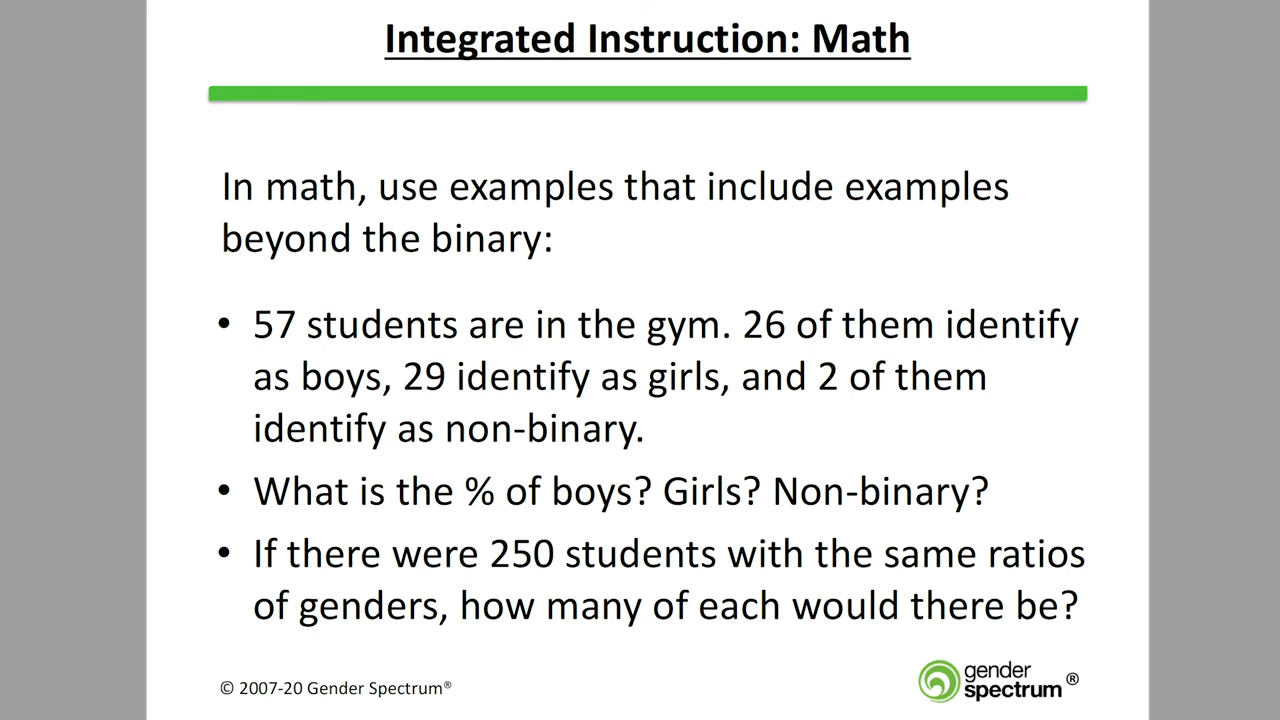 Integrated Instruction: Math
In math, use examples that include examples
beyond the binary:
• 57 students are in the gym. 26 of them identify
as boys, 29 identify as girls, and 2 of them
identify as non-binary.
• What is the % of boys? Girls? Non-binary?
• If there were 250 students with the same ratios
of genders, how many of each would there be?
© 2007-20 Gender Spectrum®
gender
spectrum®